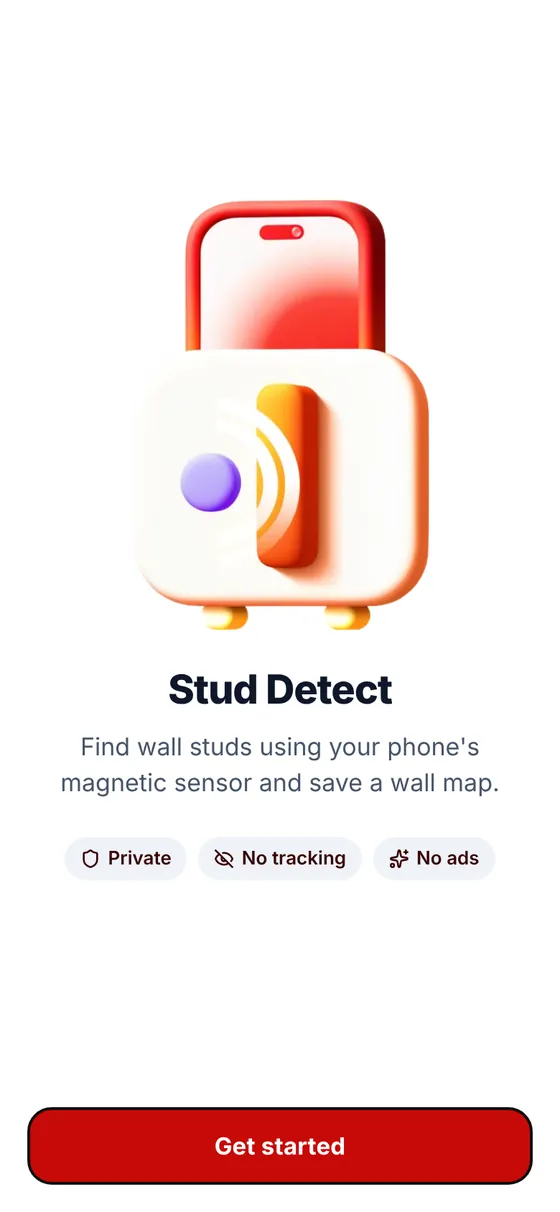 Stud Detect
Find wall studs using your phone's
magnetic sensor and save a wall map.
Private
No tracking
No ads
Get started